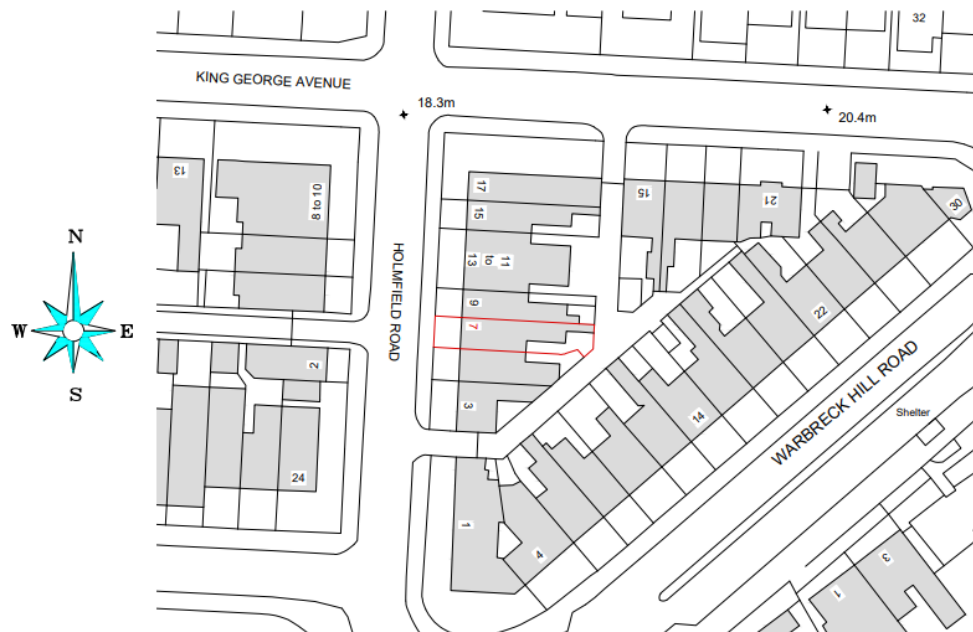 32
KING GEORGE AVENUE
18.3m
20.4m
13
8 to 10
17
15
15
21
30
HOLMFIELD ROAD
11
to
13
N
W
E
S
9
7
22
2
3
WARBRECK HILL ROAD
Shelter
14
24
1
4
3
1